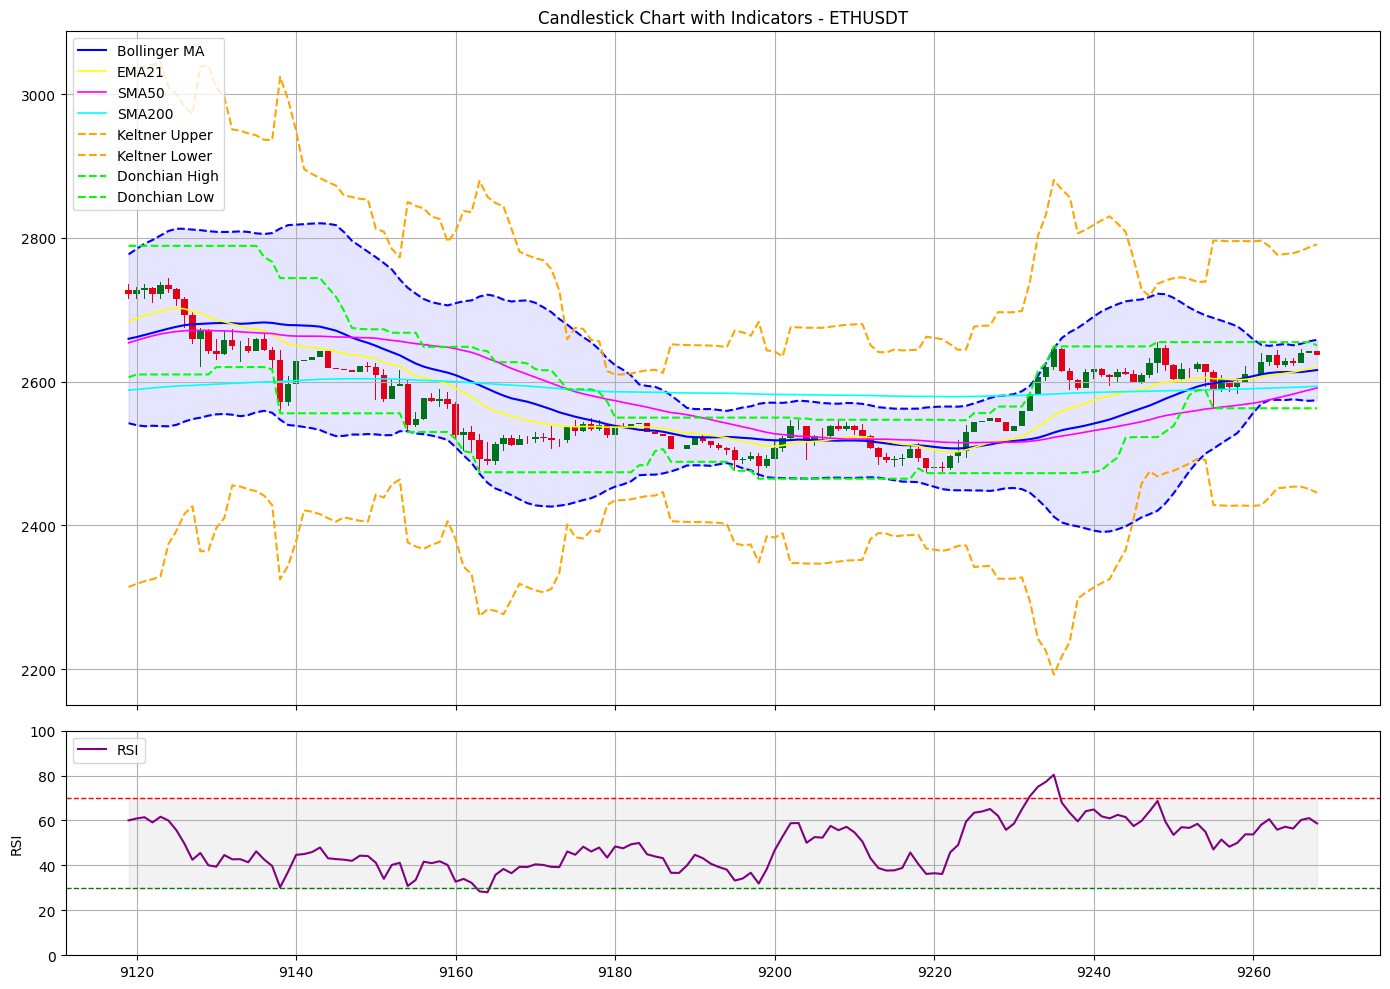 Candlestick Chart with Indicators - ETHUSDT
Bollinger MA
EMA21
SMA50
SMA200
Keltner Upper
Keltner Lower
Donchian High
Donchian Low
3000
2800
2600
2400
2200
RSI
100
80
60
40
20
0
RSI
9120 9140 9160 9180 9200 9220 9240 9260